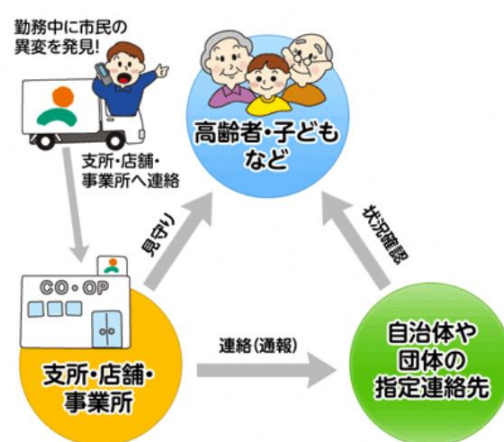 勤務中に市民の
異変を発見!
高齢者・子ども
など
支所・店舗・
事業所へ連絡
見守り
状況確認
CO・OP
連絡(通報)
支所・店舗・
事業所
自治体や
団体の
指定連絡先